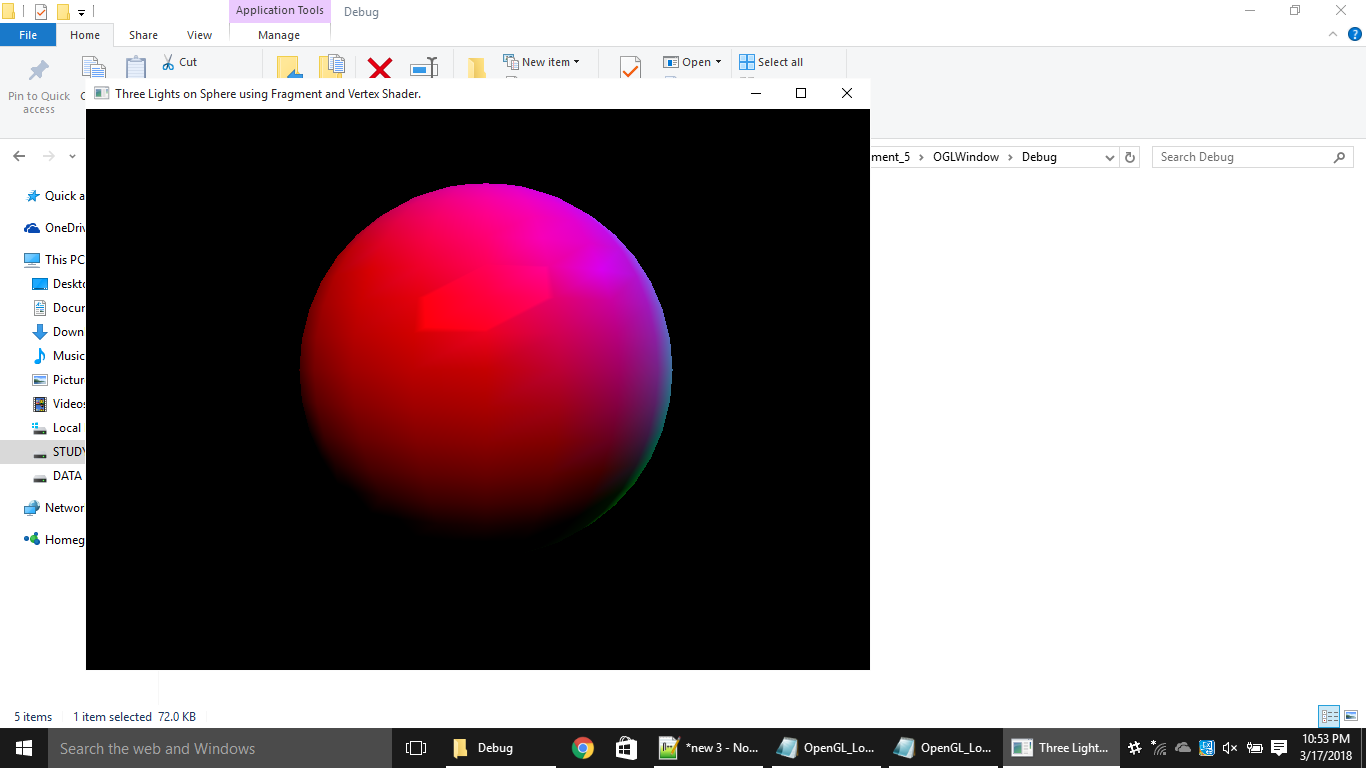 Application Tools Debug
File Home Share View Manage
Cut New item Open Select all
Pin to Quick
access
Three Lights on Sphere using Fragment and Vertex Shader.
ment_5 OGLWindow Debug Search Debug
Quick a
OneDriv
This PC
Deskto
Docum
Down
Music
Pictur
Videos
Local
STUDY
DATA
Networ
Homeg
5 items 1 item selected 72.0 KB
Search the web and Windows Debug *new 3 - No... OpenGL_Lo... OpenGL_Lo... Three Light... 10:53 PM
3/17/2018